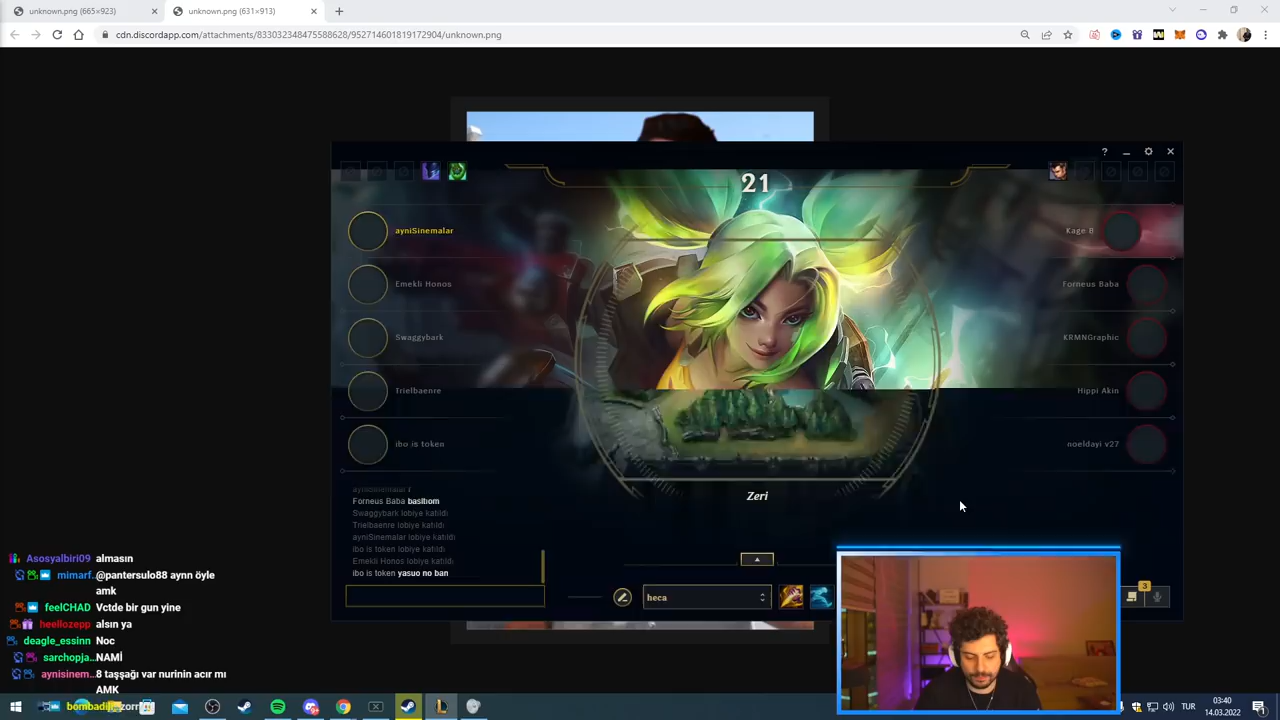 unknown.png (665×923)
unknown.png (631×913)
cdn.discordapp.com/attachments/833032348475588628/952714601819172904/unknown.png
21
ayniSinemalar
Emekli Honos
Swaggybark
Trielbaenre
ibo is token
Kage B
Forneus Baba
KRMNGraphic
Hippi Akin
noeldayi v27
Zeri
Forneus Baba basihom
Swaggybark lobiye katıldı
Trielbaenre lobiye katıldı
ayniSinemalar lobiye katıldı
ibo is token lobiye katıldı
Emekli Honos lobiye katıldı
ibo is token yasuo no ban
heca
3
Asosyalbiri09 almasın
mimarf.. @pantersulo88 aynn öyle
amk
feelCHAD Vctde bir gun yine
heellozepp alsın ya
deagle_essinn Noc
sarchopja... NAMİ
aynisinem... 8 taşşağı var nurinin acır mı
AMK
TUR
03:40
14.03.2022